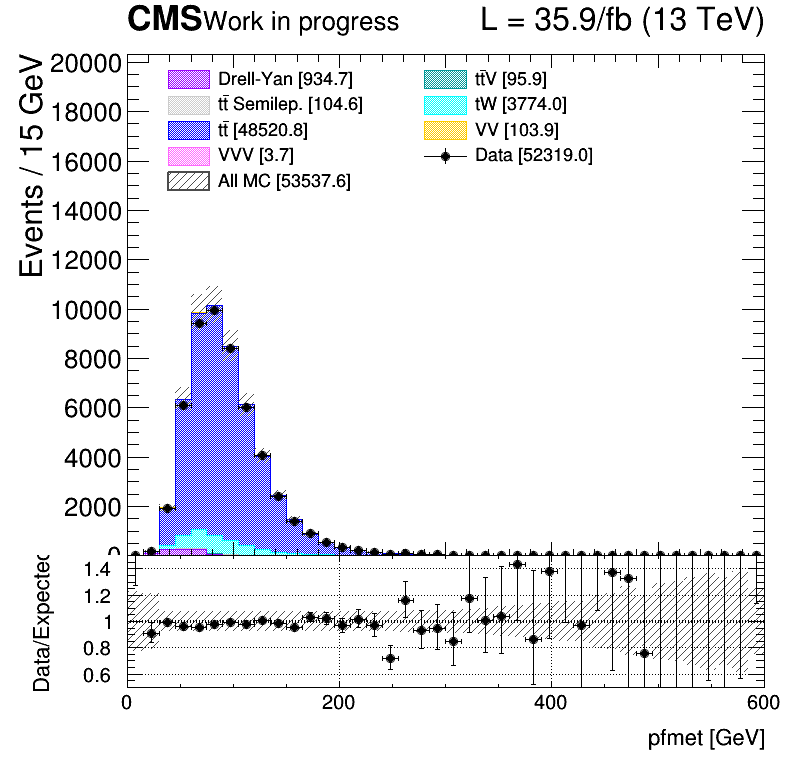 CMS Work in progress L = 35.9/fb (13 TeV)
Events / 15 GeV
20000
18000
16000
14000
12000
10000
8000
6000
4000
2000
0
Drell-Yan [934.7]
tt̄ Semilep. [104.6]
tt̄ [48520.8]
VVV [3.7]
All MC [53537.6]
tt̄V [95.9]
tW [3774.0]
VV [103.9]
Data [52319.0]
Data/Expected
1.4
1.2
1
0.8
0.6
0 200 400 600
pfmet [GeV]